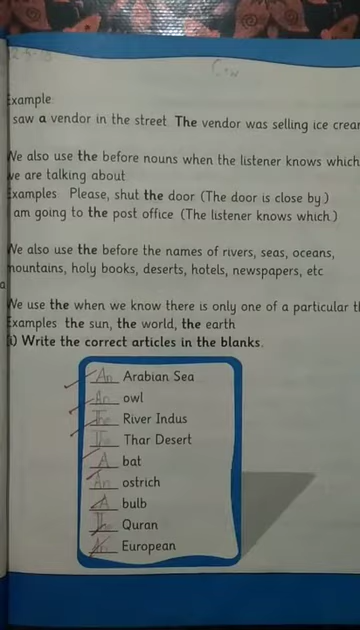 Example:
saw a vendor in the street. The vendor was selling ice crear
We also use the before nouns when the listener knows which
we are talking about.
Examples: Please, shut the door (The door is close by.)
am going to the post office (The listener knows which.)
We also use the before the names of rivers, seas, oceans,
mountains, holy books, deserts, hotels, newspapers, etc
We use the when we know there is only one of a particular th
Examples the sun, the world, the earth
i) Write the correct articles in the blanks.
An Arabian Sea
An owl
The River Indus
The Thar Desert
A bat
An ostrich
A bulb
The Quran
An European